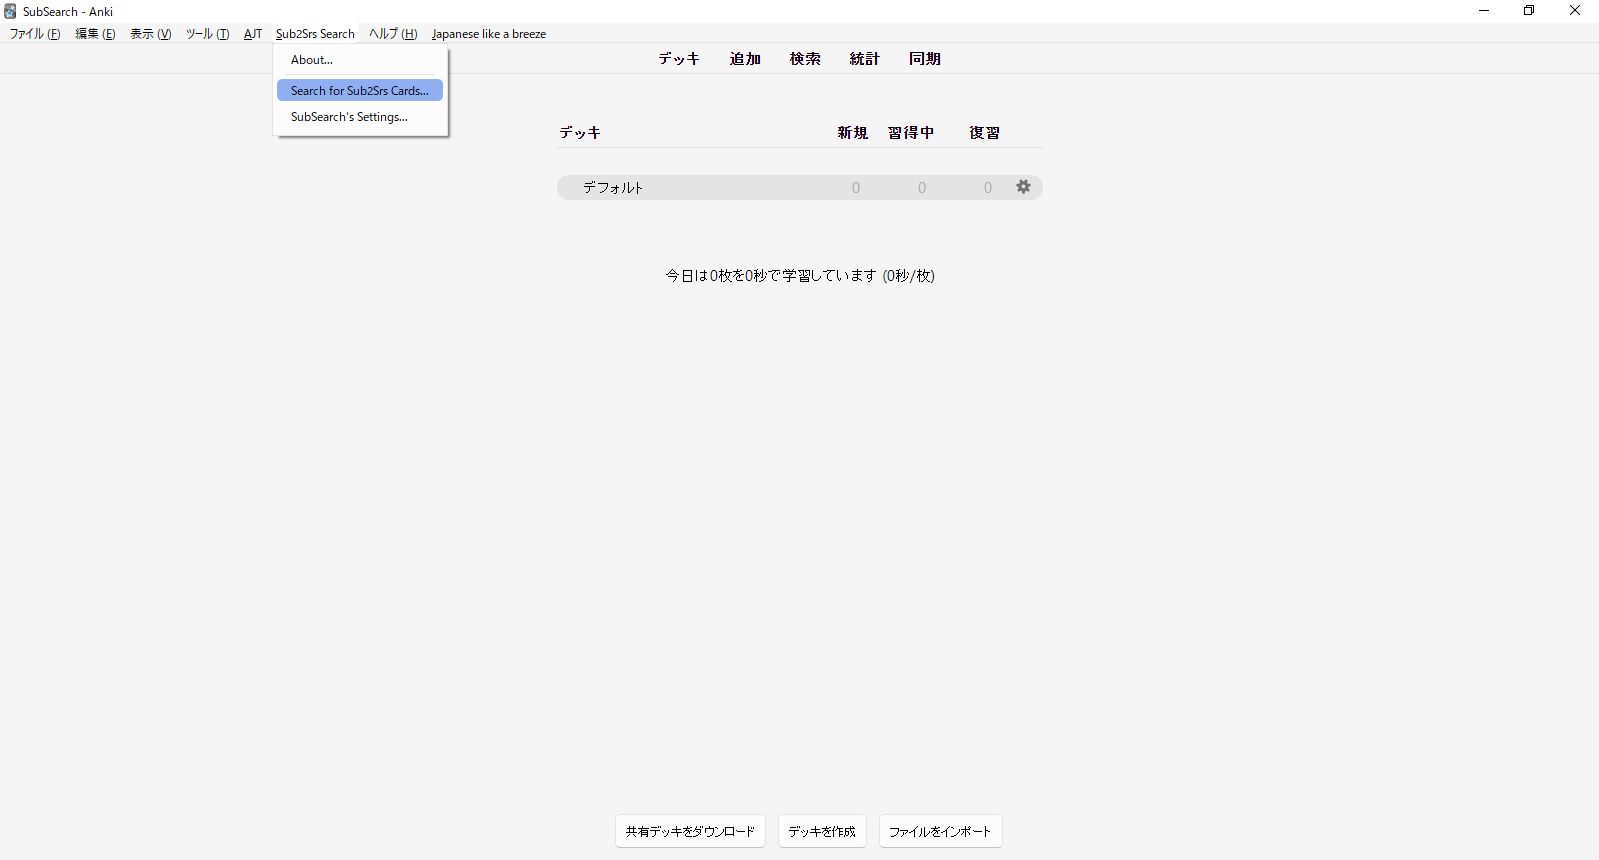 SubSearch - Anki
ファイル (F) 編集 (E) 表示 (V) ツール (T) AJT Sub2Srs Search ヘルプ (H) Japanese like a breeze
About...
Search for Sub2Srs Cards...
SubSearch's Settings...
デッキ 追加 検索 統計 同期
デッキ 新規 習得中 復習
デフォルト 0 0 0
今日は0枚を0秒で学習しています (0秒/枚)
共有デッキをダウンロード デッキを作成 ファイルをインポート